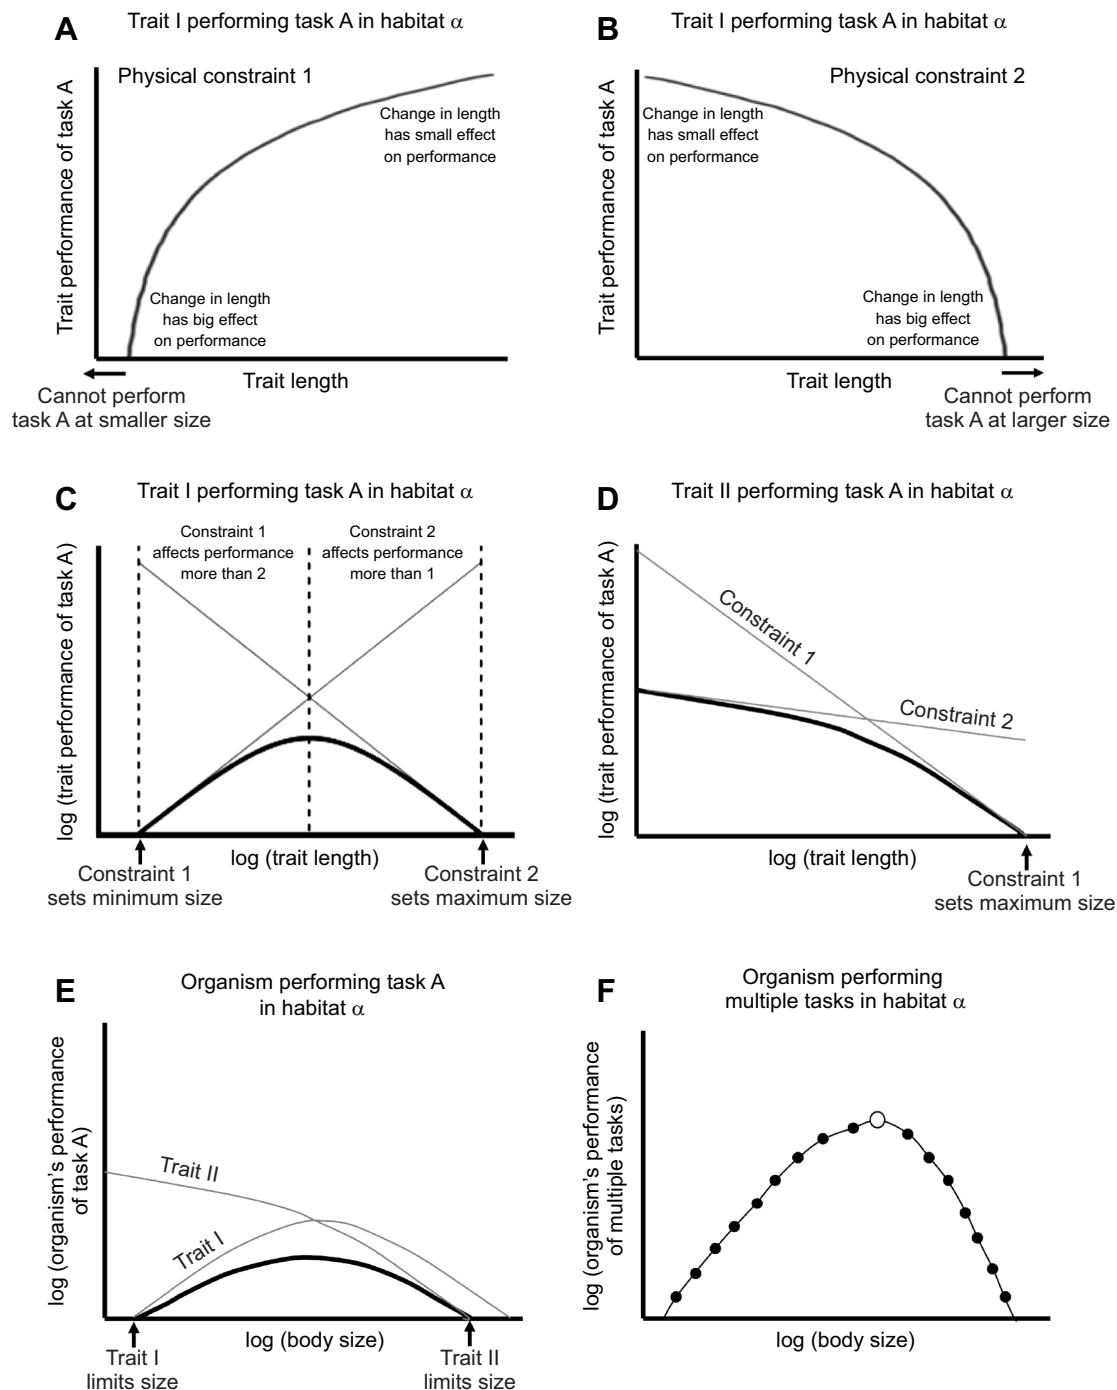 A
Trait I performing task A in habitat α
Trait performance of task A
Physical constraint 1
Change in length
has small effect
on performance
Change in length
has big effect
on performance
Trait length
Cannot perform
task A at smaller size
B
Trait I performing task A in habitat α
Trait performance of task A
Physical constraint 2
Change in length
has small effect
on performance
Change in length
has big effect
on performance
Trait length
Cannot perform
task A at larger size
C
Trait I performing task A in habitat α
log (trait performance of task A)
Constraint 1
affects performance
more than 2
Constraint 2
affects performance
more than 1
log (trait length)
Constraint 1
sets minimum size
Constraint 2
sets maximum size
D
Trait II performing task A in habitat α
log (trait performance of task A)
Constraint 1
Constraint 2
log (trait length)
Constraint 1
sets maximum size
E
Organism performing task A
in habitat α
log (organism's performance
of task A)
Trait II
Trait I
log (body size)
Trait I
limits size
Trait II
limits size
F
Organism performing
multiple tasks in habitat α
log (organism's performance
of multiple tasks)
log (body size)